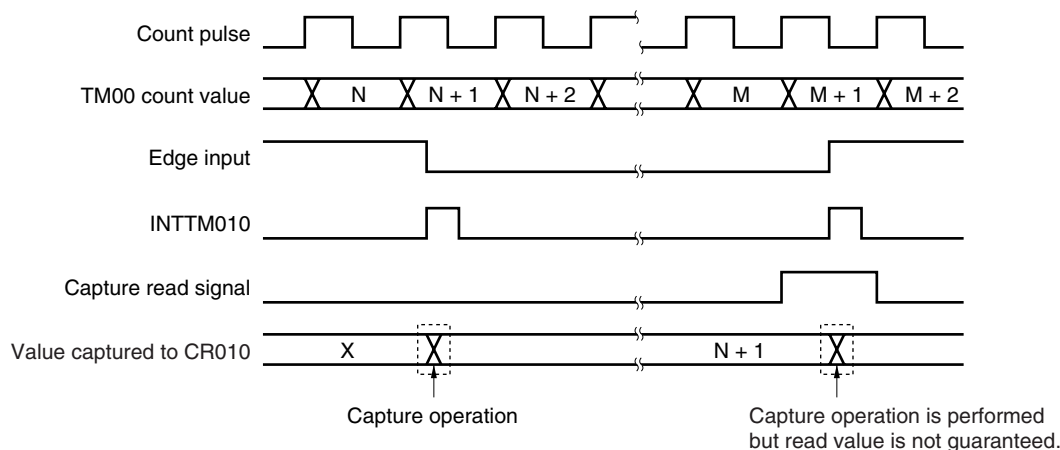 Count pulse
TM00 count value N N + 1 N + 2 M M + 1 M + 2
Edge input
INTTM010
Capture read signal
Value captured to CR010 X N + 1
Capture operation
Capture operation is performed
but read value is not guaranteed.